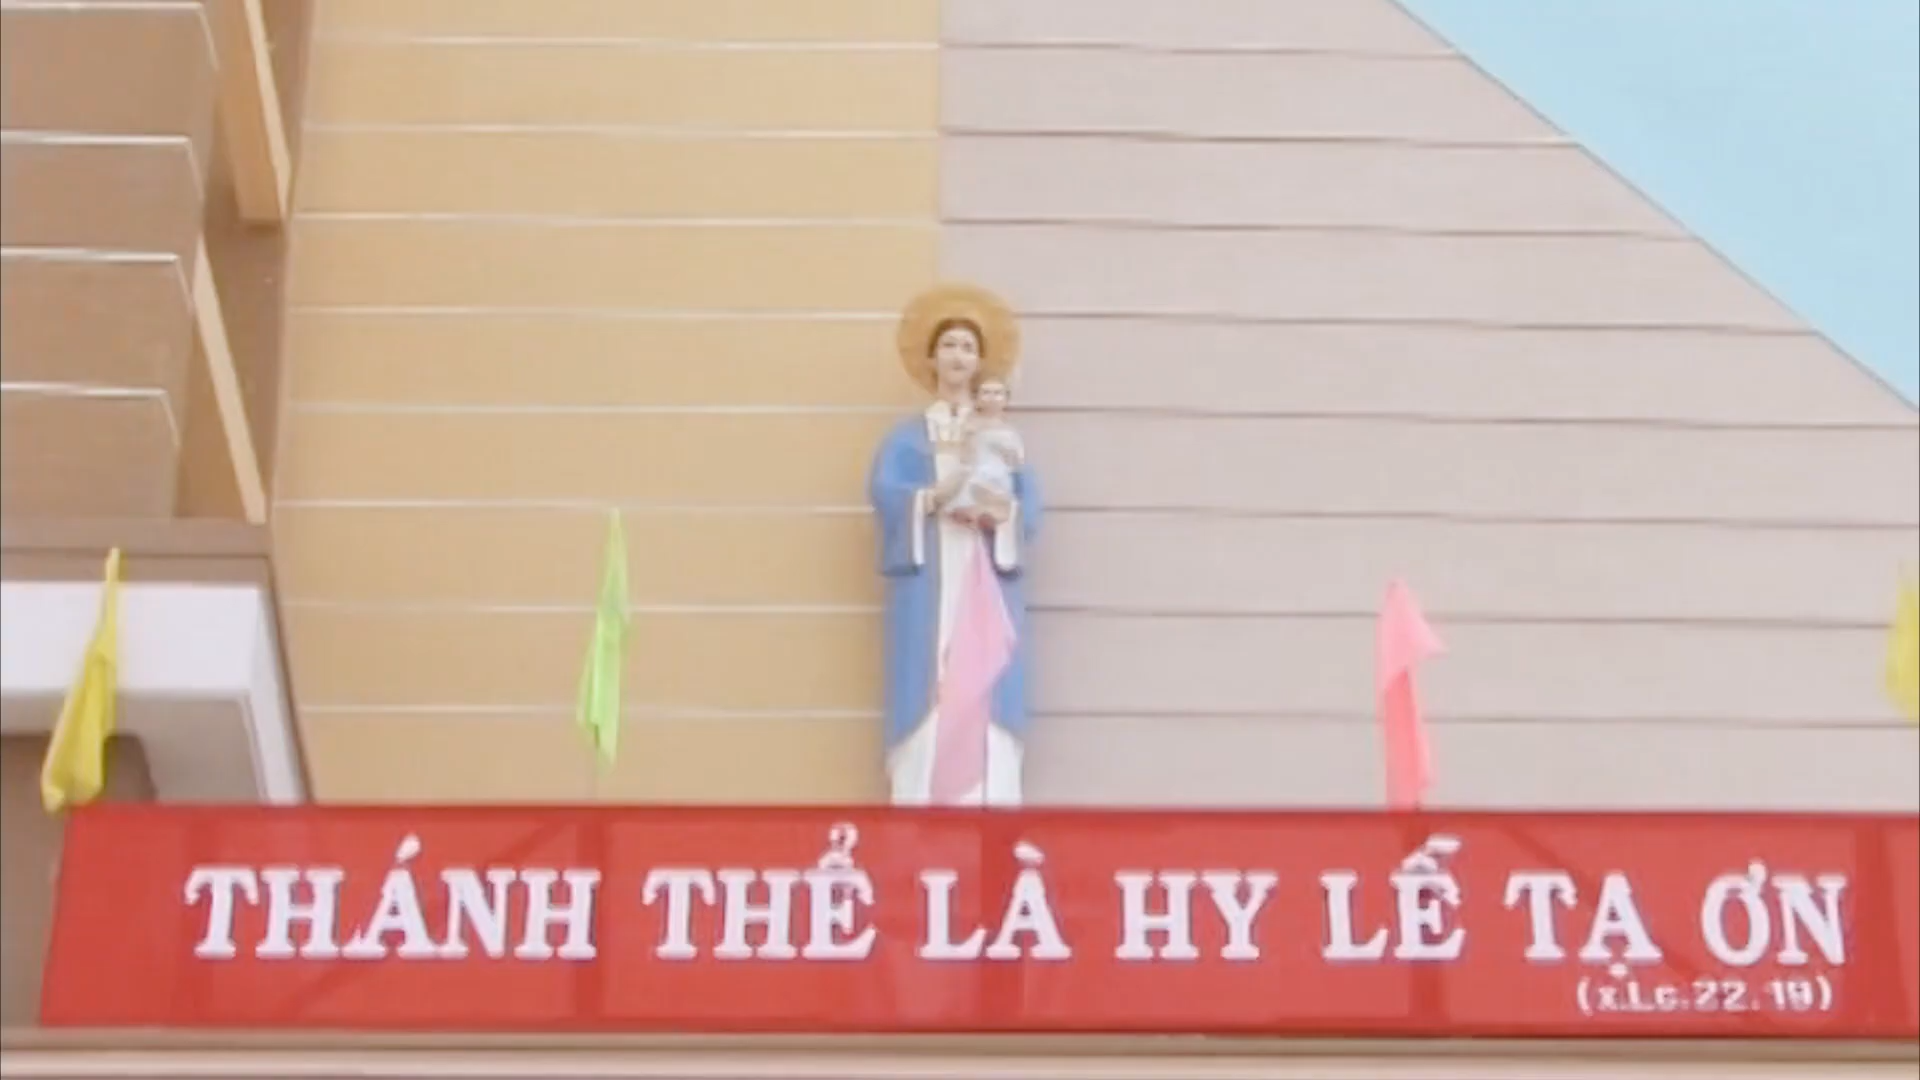 THÁNH THỂ LÀ HY LẾ TẠ ƠN
(x.Lc.22.19)